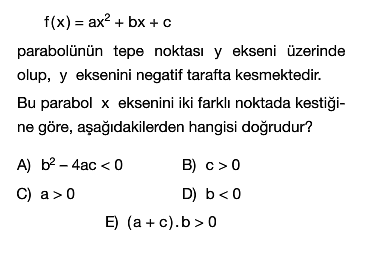 f(x) = ax² + bx + c
parabolünün tepe noktası y ekseni üzerinde
olup, y eksenini negatif tarafta kesmektedir.
Bu parabol x eksenini iki farklı noktada kestiği-
ne göre, aşağıdakilerden hangisi doğrudur?
A) b² – 4ac < 0 B) c > 0
C) a > 0 D) b < 0
E) (a + c).b > 0